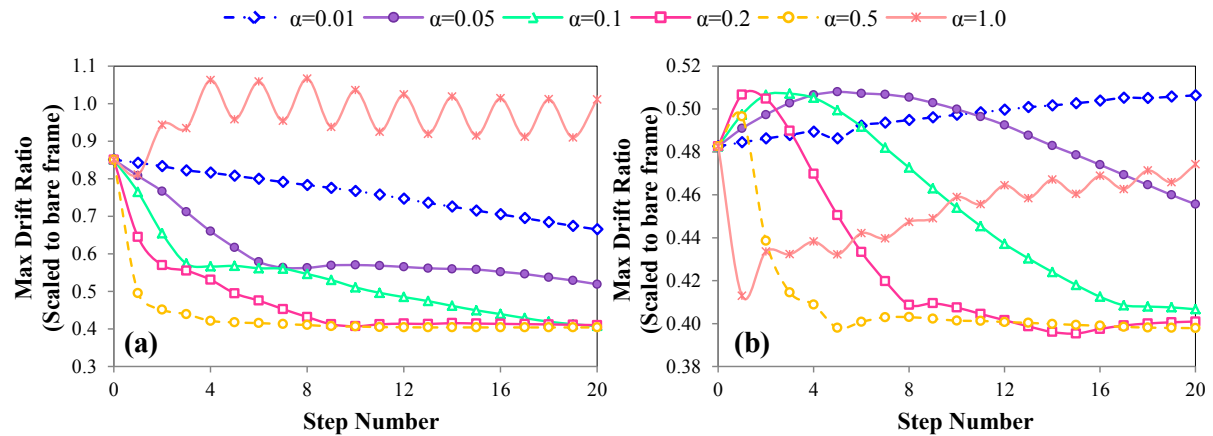 α=0.01 α=0.05 α=0.1 α=0.2 α=0.5 α=1.0
Max Drift Ratio
(Scaled to bare frame)
1.1
1.0
0.9
0.8
0.7
0.6
0.5
0.4
0.3
(a)
0 4 8 12 16 20
Step Number
Max Drift Ratio
(Scaled to bare frame)
0.52
0.50
0.48
0.46
0.44
0.42
0.40
0.38
(b)
0 4 8 12 16 20
Step Number